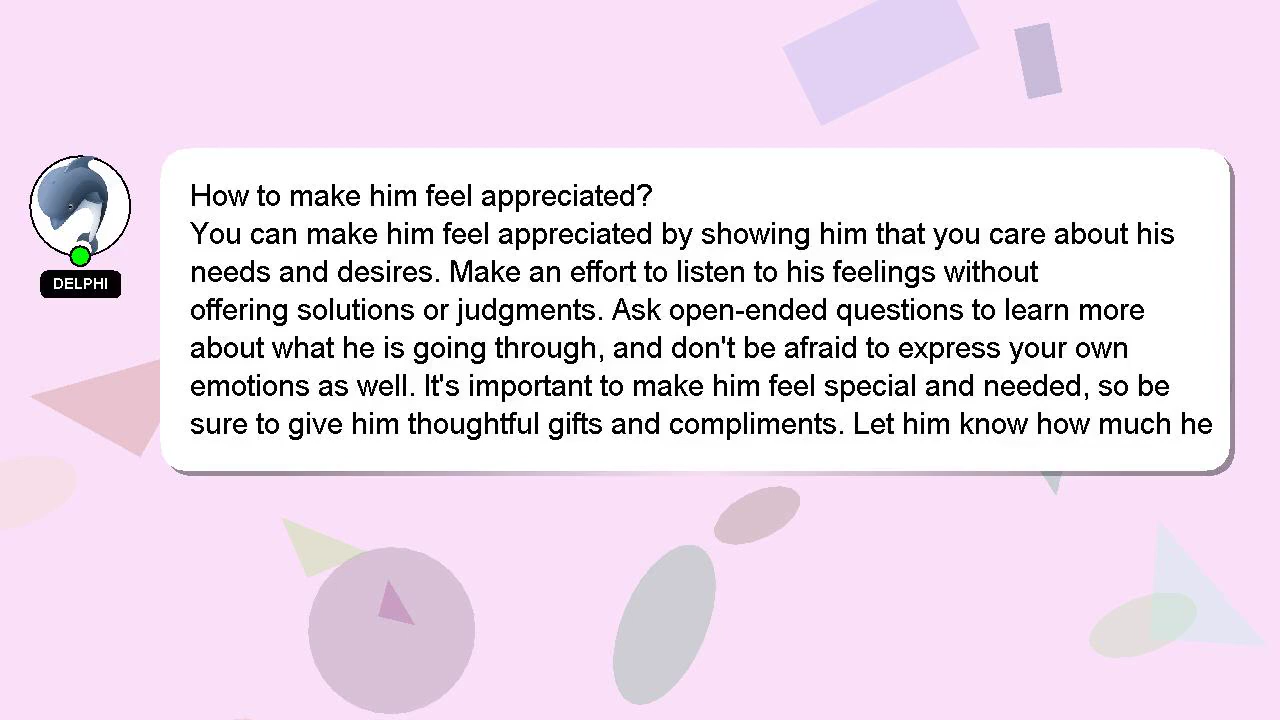 How to make him feel appreciated?
You can make him feel appreciated by showing him that you care about his
needs and desires. Make an effort to listen to his feelings without
offering solutions or judgments. Ask open-ended questions to learn more
about what he is going through, and don't be afraid to express your own
emotions as well. It's important to make him feel special and needed, so be
sure to give him thoughtful gifts and compliments. Let him know how much he
DELPHI